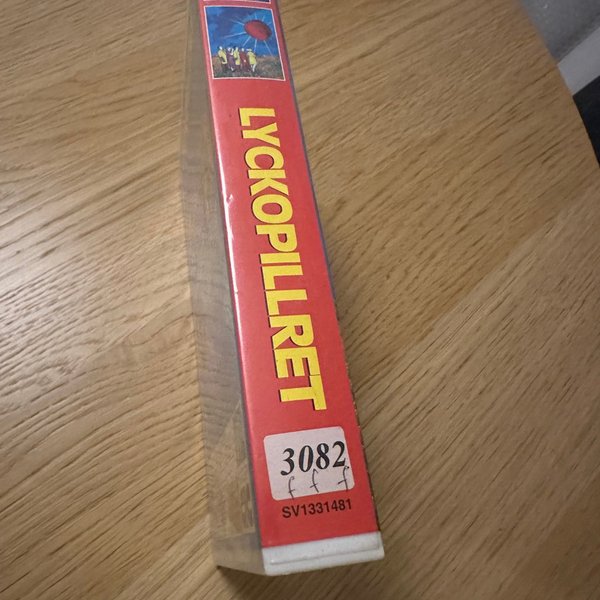 LYCKOPILLRET
3082
f f f
SV1331481